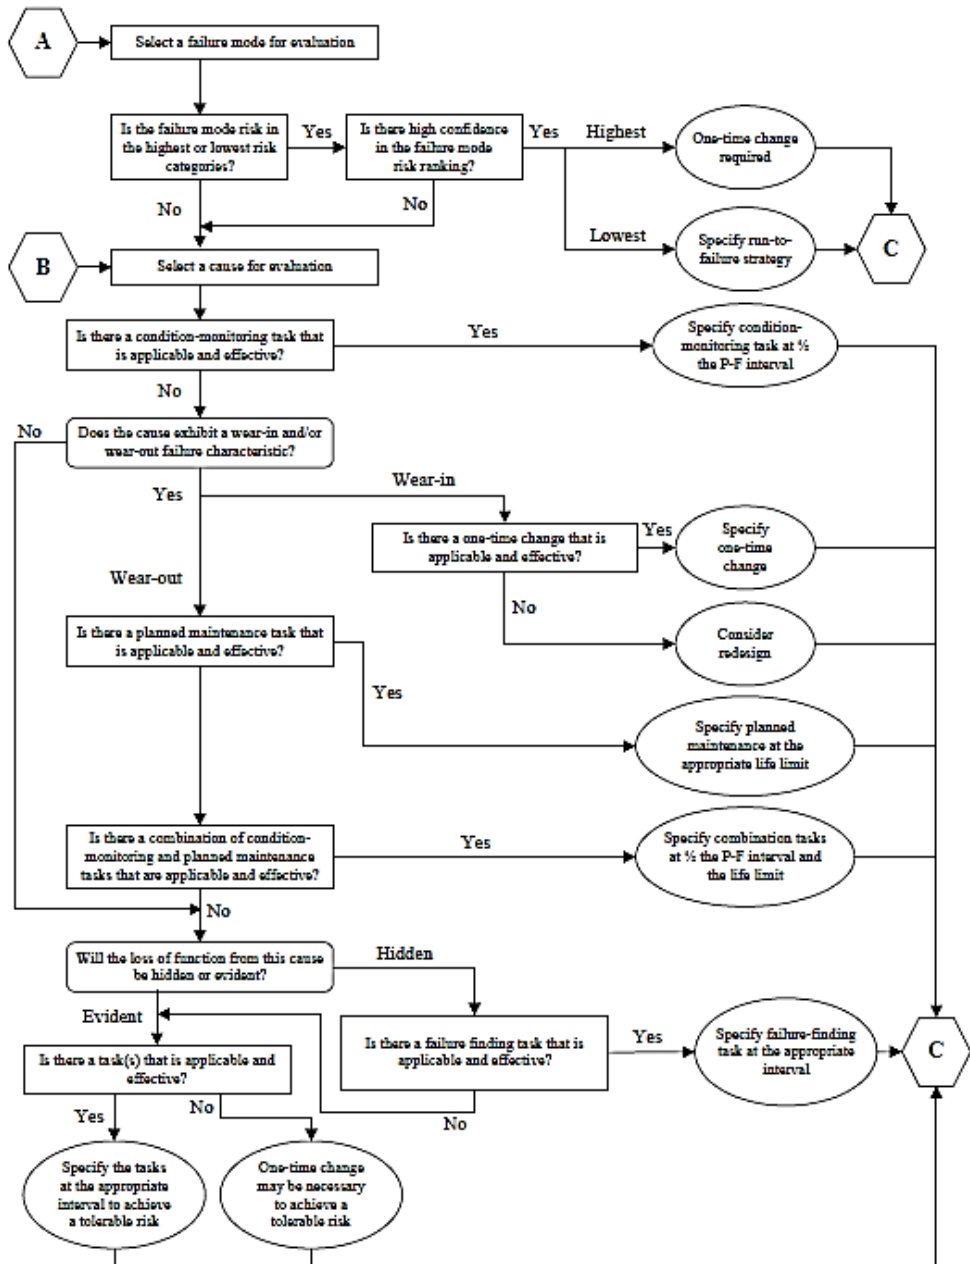 A
Select a failure mode for evaluation
Is the failure mode risk in
the highest or lowest risk
categories?
Yes
Is there high confidence
in the failure mode
risk ranking?
Yes
Highest
One-time change
required
No
No
Lowest
Specify run-to-
failure strategy
C
B
Select a cause for evaluation
Is there a condition-monitoring task that
is applicable and effective?
Yes
Specify condition-
monitoring task at ½
the P-F interval
No
No
Does the cause exhibit a wear-in and/or
wear-out failure characteristic?
Yes
Wear-in
Is there a one-time change that is
applicable and effective?
Yes
Specify
one-time
change
Wear-out
No
Is there a planned maintenance task that
is applicable and effective?
Consider
redesign
Yes
Specify planned
maintenance at the
appropriate life limit
Is there a combination of condition-
monitoring and planned maintenance
tasks that are applicable and effective?
Yes
Specify combination tasks
at ½ the P-F interval and
the life limit
No
Will the loss of function from this cause
be hidden or evident?
Hidden
Evident
Is there a failure finding task that is
applicable and effective?
Yes
Specify failure-finding
task at the appropriate
interval
C
Is there a task(s) that is applicable and
effective?
Yes
No
No
Specify the tasks
at the appropriate
interval to achieve
a tolerable risk
One-time change
may be necessary
to achieve a
tolerable risk